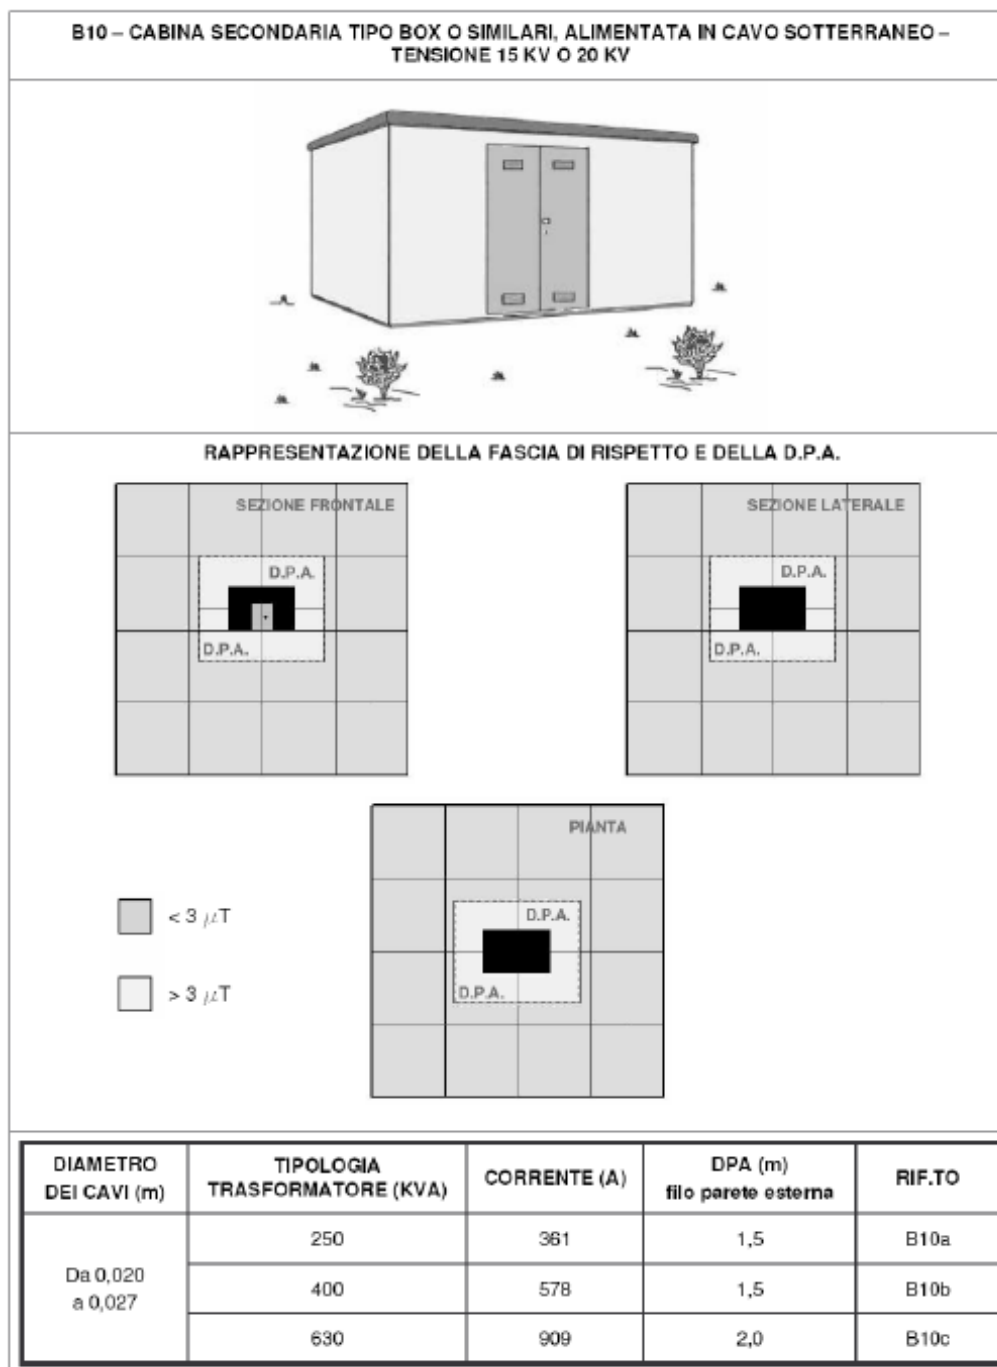 B10 – CABINA SECONDARIA TIPO BOX O SIMILARI, ALIMENTATA IN CAVO SOTTERRANEO –
TENSIONE 15 KV O 20 KV
RAPPRESENTAZIONE DELLA FASCIA DI RISPETTO E DELLA D.P.A.
SEZIONE FRONTALE
D.P.A.
D.P.A.
SEZIONE LATERALE
D.P.A.
D.P.A.
PIANTA
D.P.A.
D.P.A.
< 3 μT
> 3 μT
DIAMETRO
DEI CAVI (m)
TIPOLOGIA
TRASFORMATORE (KVA)
CORRENTE (A)
DPA (m)
filo parete esterna
RIF.TO
Da 0,020
a 0,027
250
361
1,5
B10a
400
578
1,5
B10b
630
909
2,0
B10c